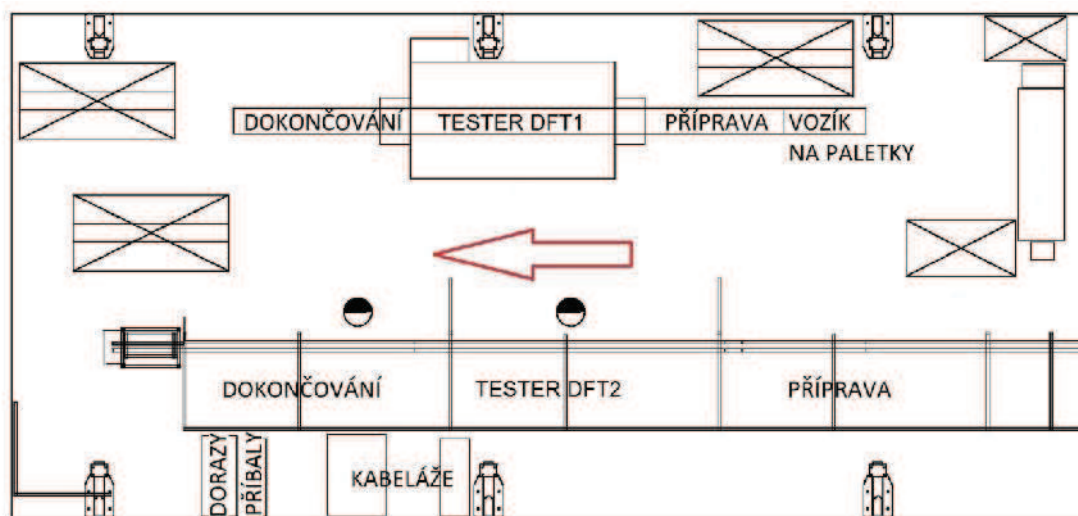 DOKONČOVÁNÍ TESTER DFT1 PŘÍPRAVA VOZÍK
NA PALETKY
DOKONČOVÁNÍ TESTER DFT2 PŘÍPRAVA
DORAZY
PŘÍBALY
KABELÁŽE